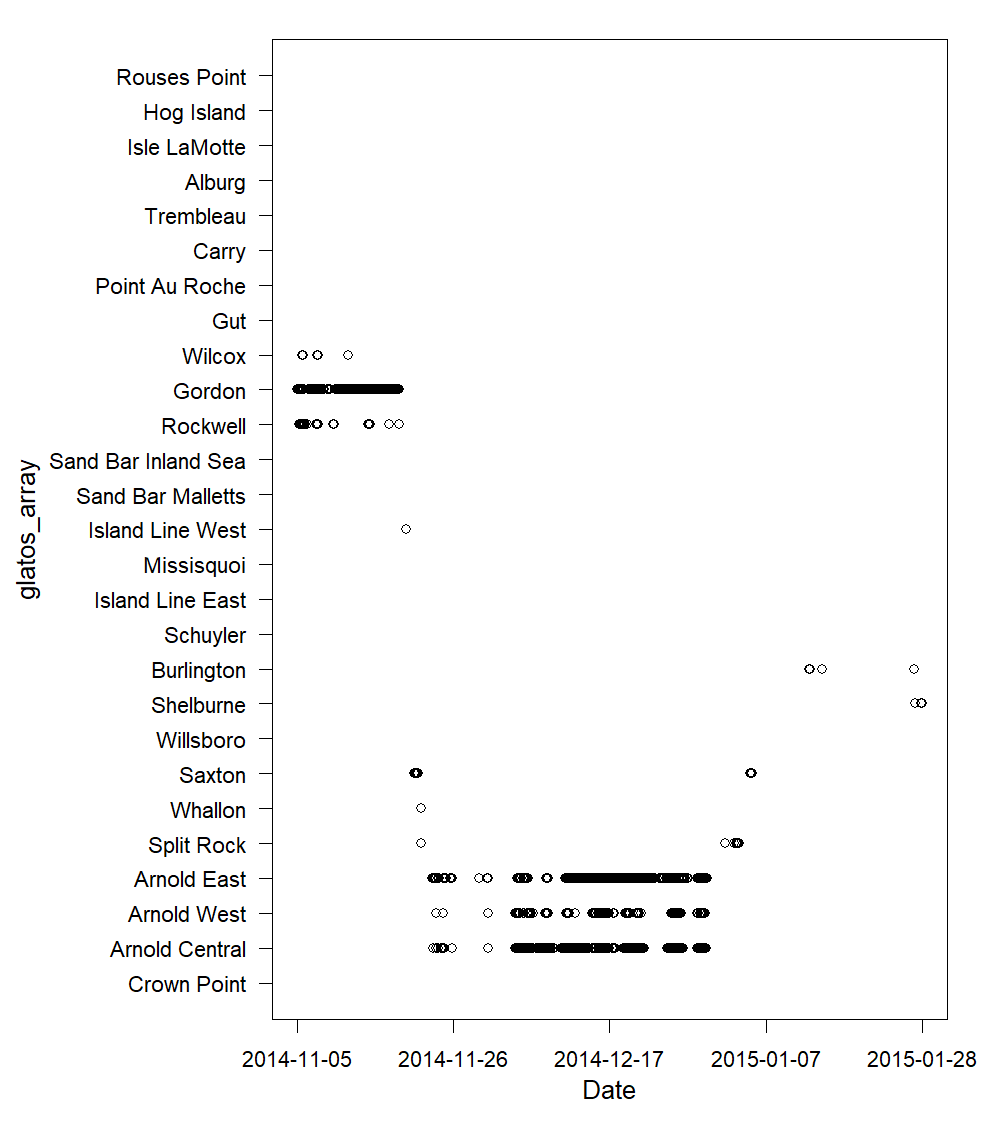 Rouses Point
Hog Island
Isle LaMotte
Alburg
Trembleau
Carry
Point Au Roche
Gut
Wilcox
Gordon
Rockwell
Sand Bar Inland Sea
Sand Bar Malletts
Island Line West
Missisquoi
Island Line East
Schuyler
Burlington
Shelburne
Willsboro
Saxton
Whallon
Split Rock
Arnold East
Arnold West
Arnold Central
Crown Point
glatos_array
2014-11-05 2014-11-26 2014-12-17 2015-01-07 2015-01-28
Date